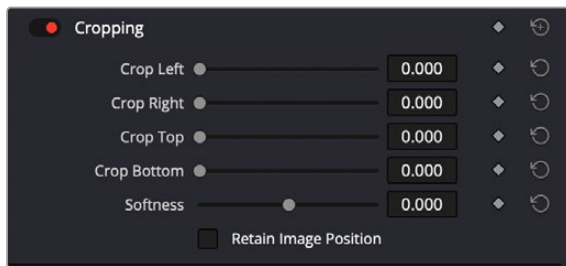 Cropping
Crop Left 0.000
Crop Right 0.000
Crop Top 0.000
Crop Bottom 0.000
Softness 0.000
Retain Image Position